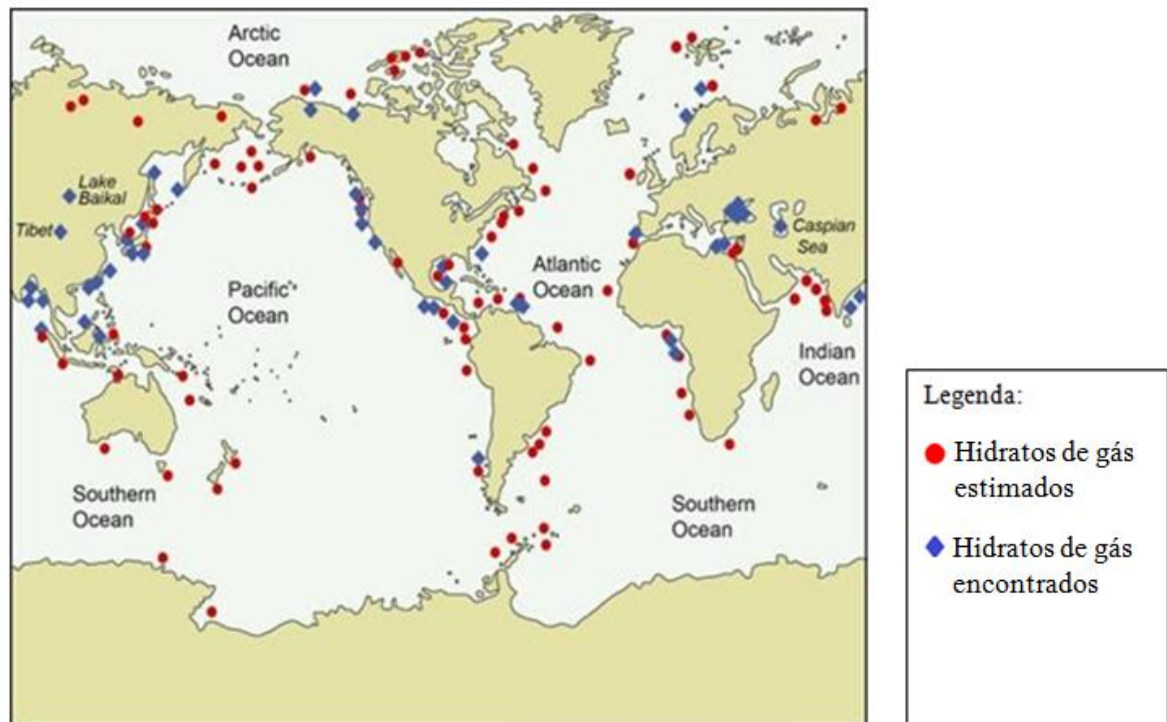 Arctic
Ocean
Lake
Baikal
Tibet
Caspian
Sea
Pacific
Ocean
Atlantic
Ocean
Indian
Ocean
Southern
Ocean
Southern
Ocean
Legenda:
Hidratos de gás
estimados
Hidratos de gás
encontrados